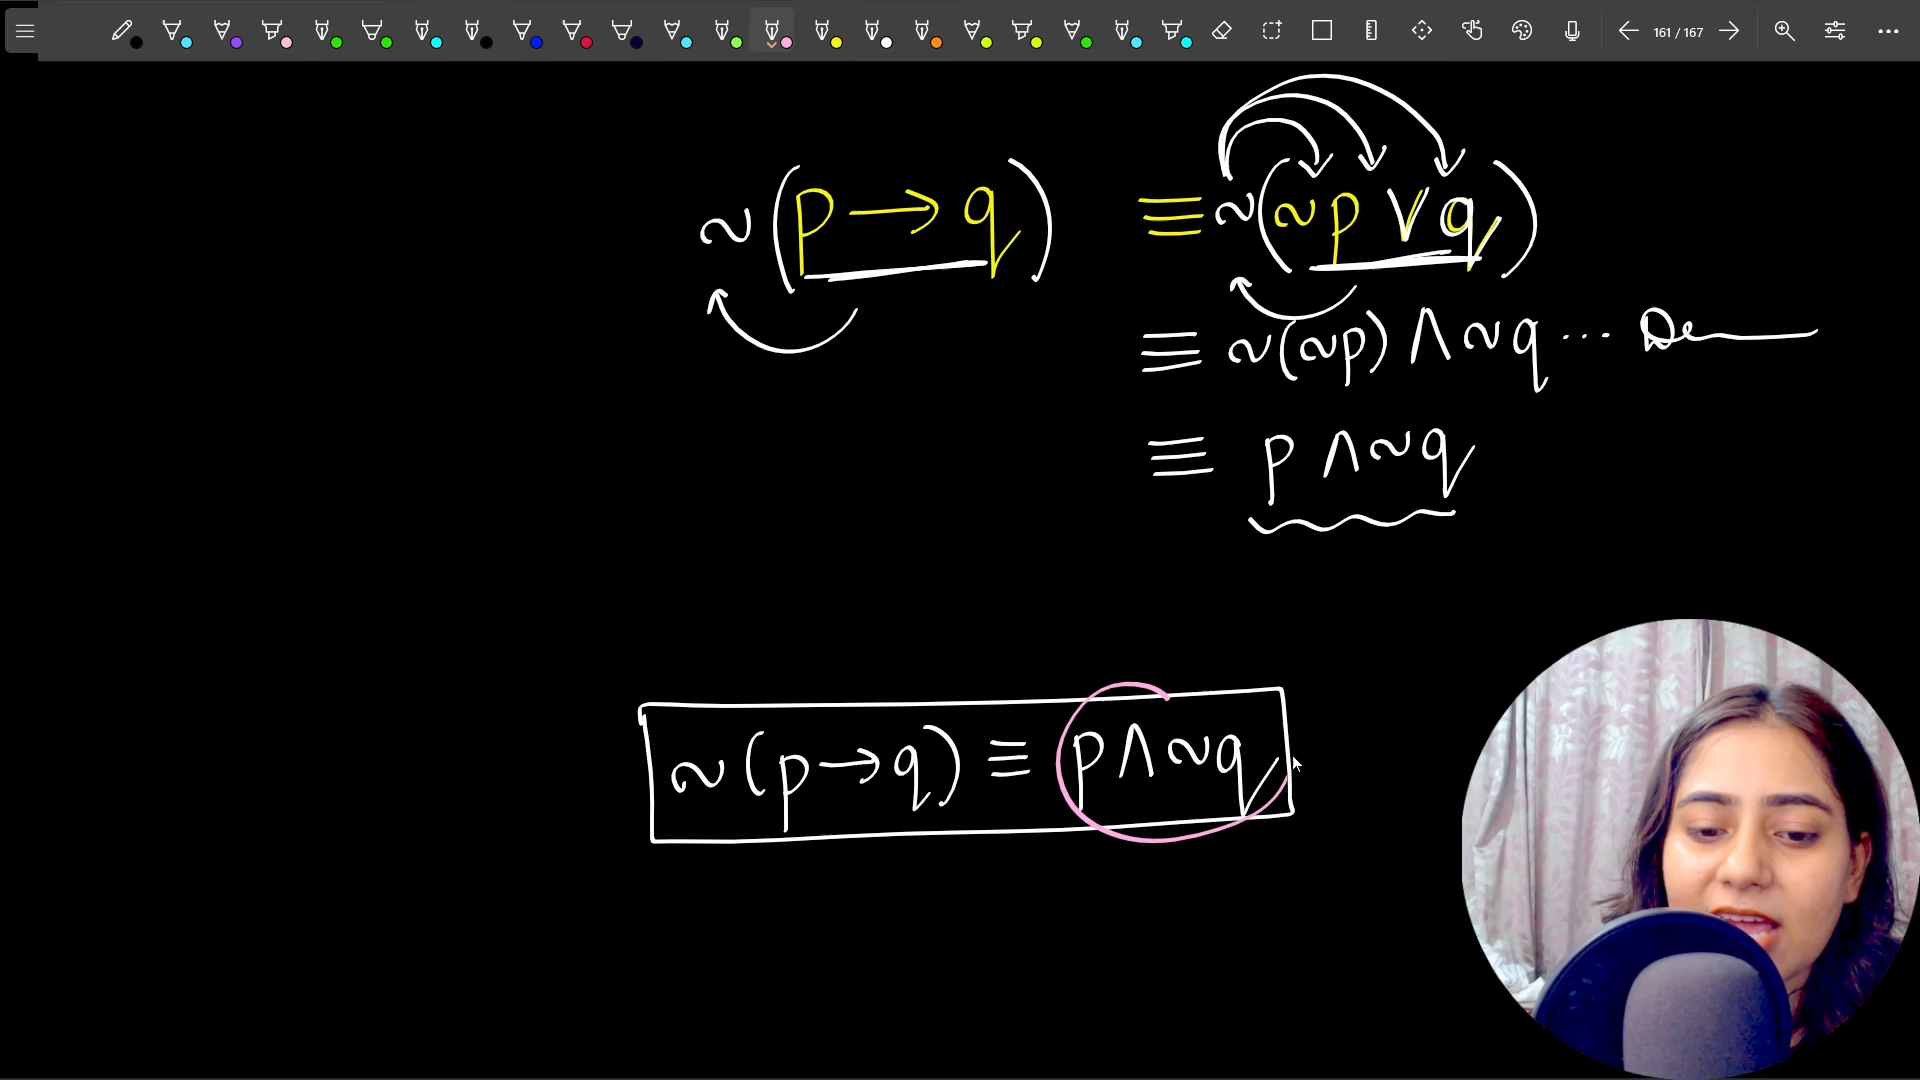 161 / 167
~(p → q) ≡ ~(~p ∨ q)
≡ ~(~p) ∧ ~q ... De
≡ p ∧ ~q
~(p → q) ≡ p ∧ ~q